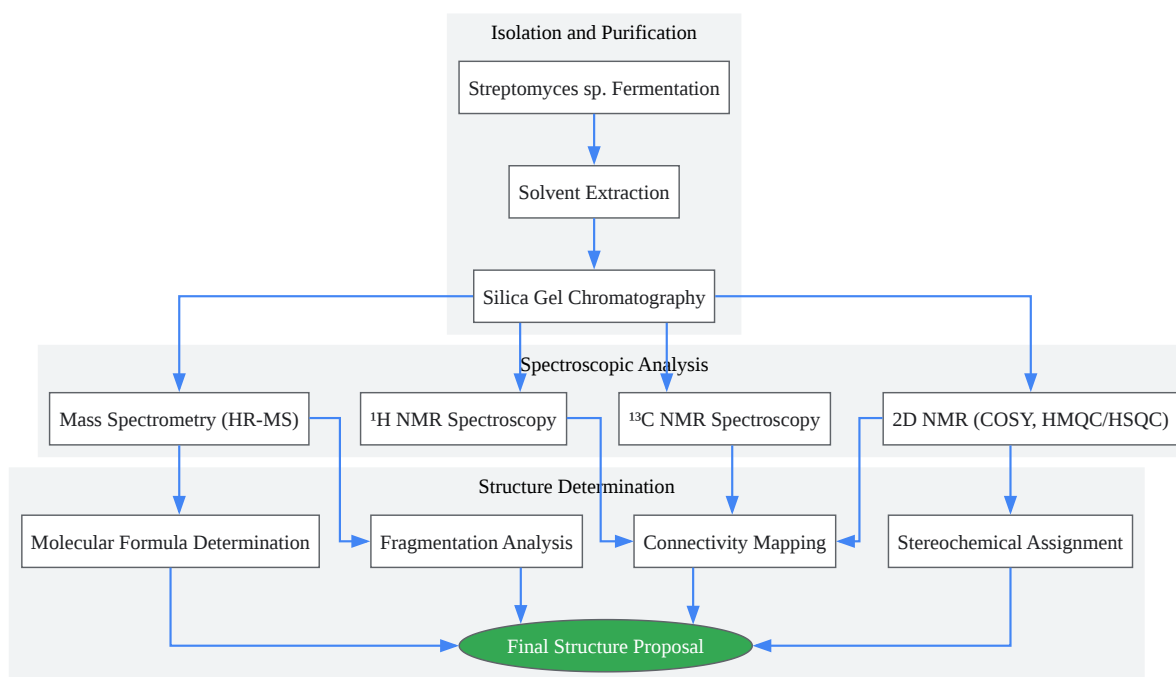 Isolation and Purification
Streptomyces sp. Fermentation
Solvent Extraction
Silica Gel Chromatography
Spectroscopic Analysis
Mass Spectrometry (HR-MS)
¹H NMR Spectroscopy
¹³C NMR Spectroscopy
2D NMR (COSY, HMQC/HSQC)
Structure Determination
Molecular Formula Determination
Fragmentation Analysis
Connectivity Mapping
Stereochemical Assignment
Final Structure Proposal